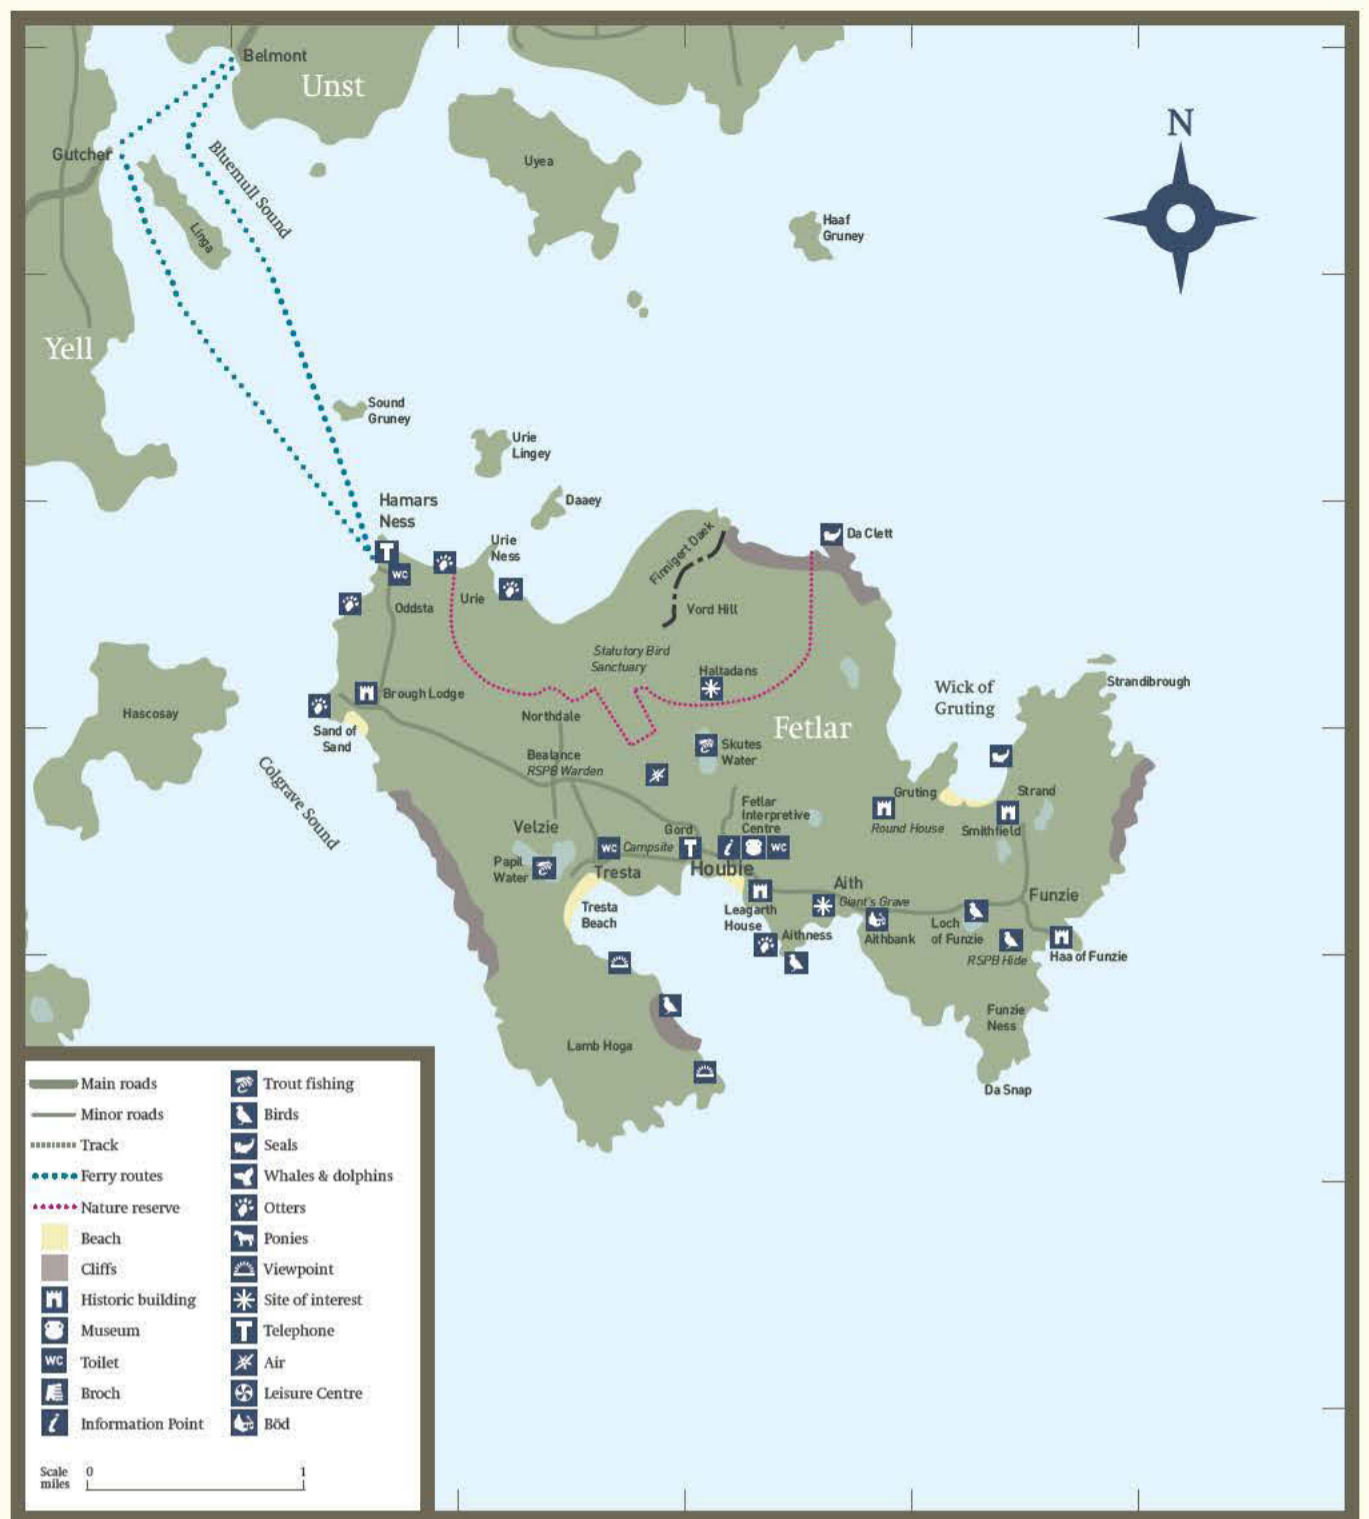 Belmont
Unst
Gutcher
Bluemull Sound
Linga
Uyea
Haaf
Gruney
N
Yell
Sound
Gruney
Urie
Lingey
Daaey
Hamars
Ness
Urie
Ness
Finnigert Daek
Da Clett
T
WC
Oddsta
Urie
Vord Hill
Statutory Bird
Sanctuary
Haltadans
Brough Lodge
Hascosay
Sand of
Sand
Northdale
Fetlar
Wick of
Gruting
Strandibrough
Skutes
Water
Bealance
RSPB Warden
Colgrave Sound
Gruting
Strand
Round House
Smithfield
Fetlar
Interpretive
Centre
Velzie
Gord
WC
Campsite
T
i
WC
Papil
Water
Tresta
Houbie
Aith
Giant's Grave
Funzie
Tresta
Beach
Leagarth
House
Aithness
Aithbank
Loch
of Funzie
RSPB Hide
Haa of Funzie
Funzie
Ness
Lamb Hoga
Da Snap
Main roads
Minor roads
Track
Ferry routes
Nature reserve
Beach
Cliffs
Historic building
Museum
WC Toilet
Broch
i Information Point
Trout fishing
Birds
Seals
Whales & dolphins
Otters
Ponies
Viewpoint
Site of interest
T Telephone
Air
Leisure Centre
Böd
Scale
miles
0 1